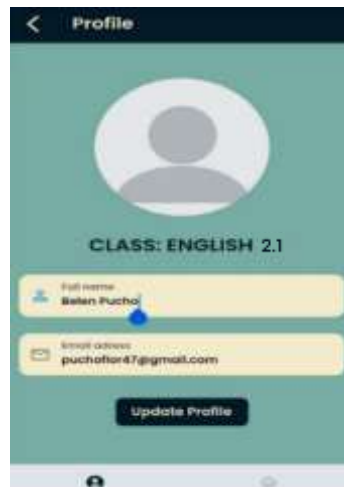 Profile
CLASS: ENGLISH 2.1
Full name
Belen Pucho
Email adress
puchoflor47@gmail.com
Update Profile